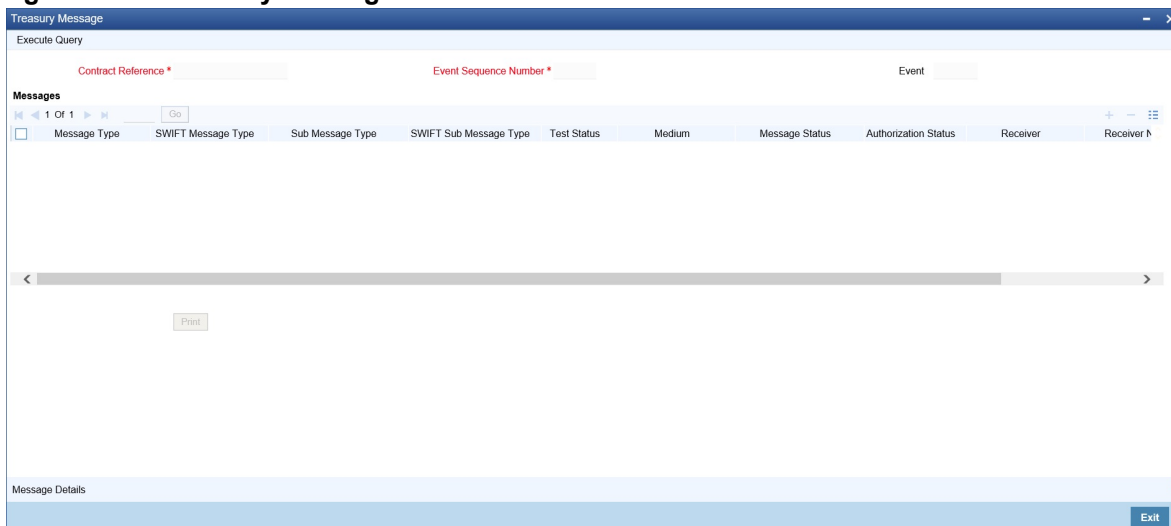 Treasury Message
Execute Query
Contract Reference * Event Sequence Number * Event
Messages
1 Of 1 Go
Message Type SWIFT Message Type Sub Message Type SWIFT Sub Message Type Test Status Medium Message Status Authorization Status Receiver Receiver
Print
Message Details
Exit